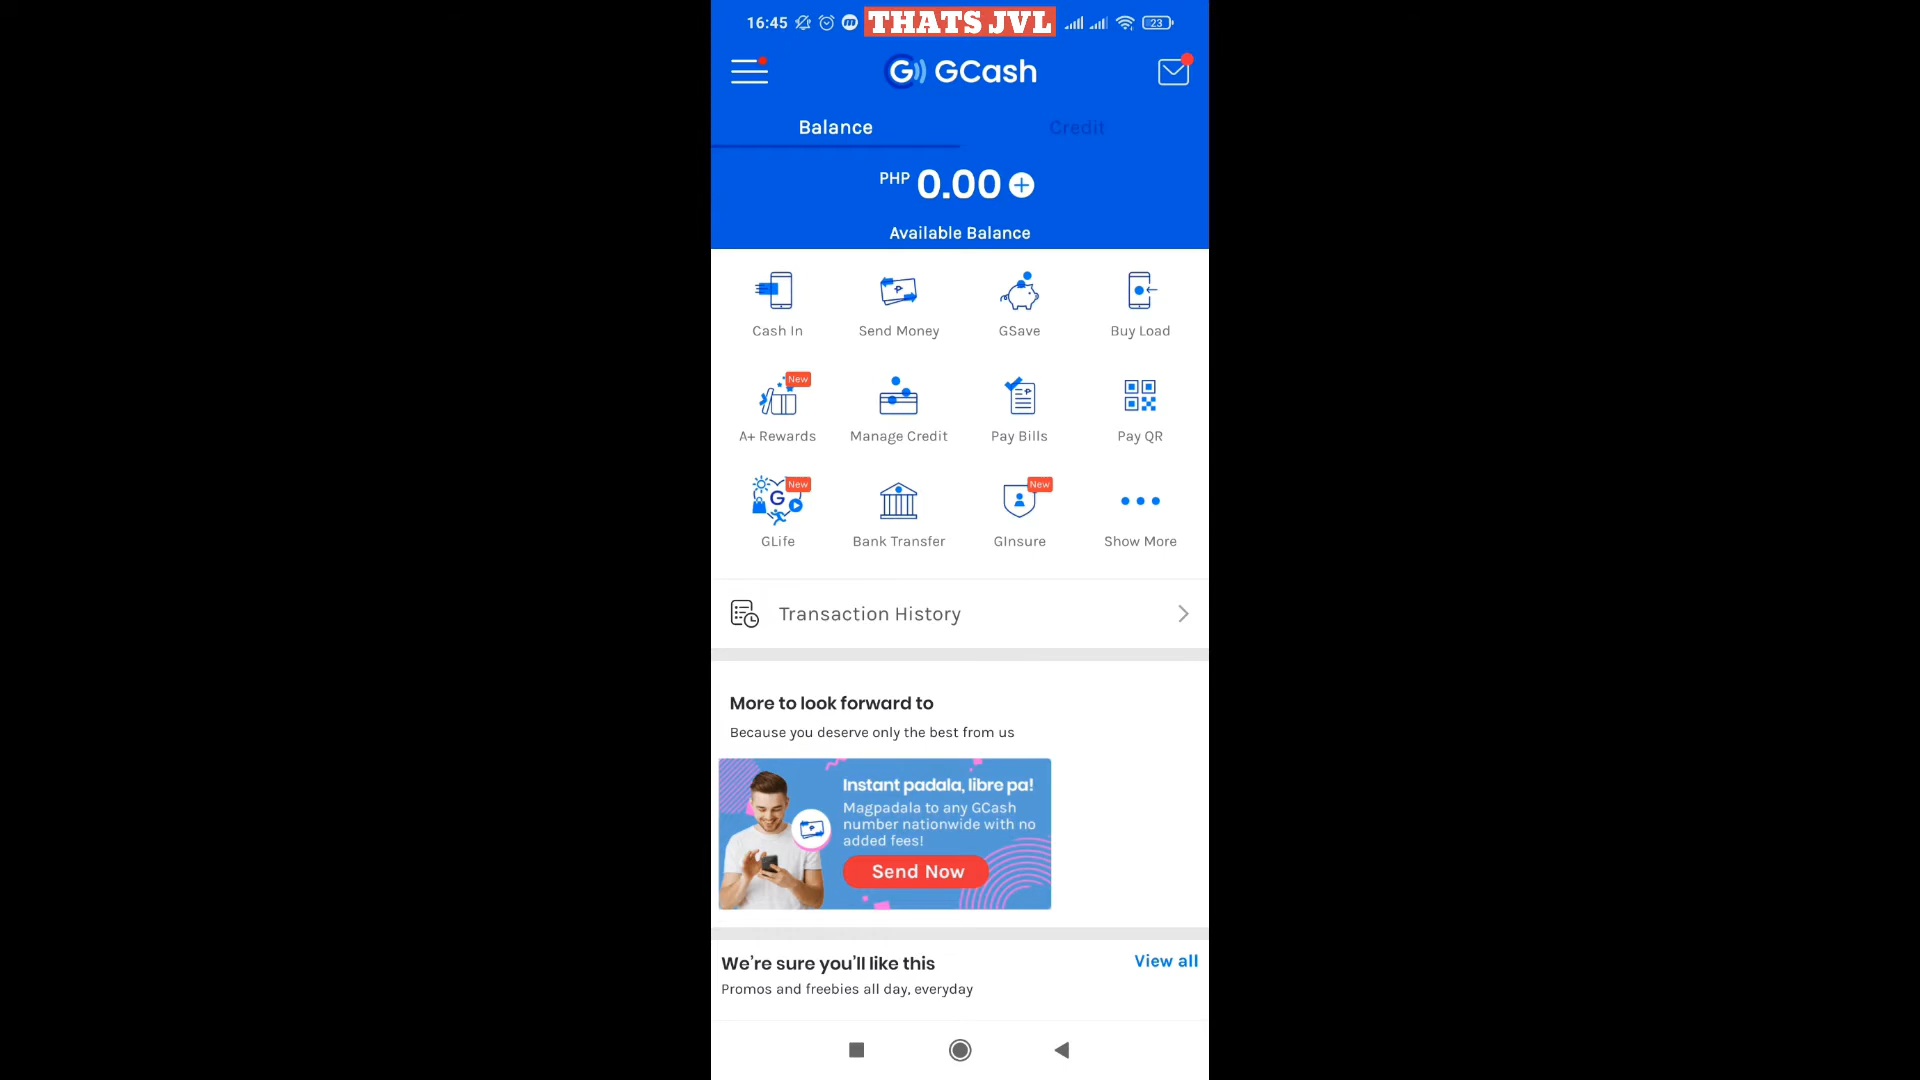 16:45 THATS JVL 23
G GCash
Balance Credit
PHP 0.00
Available Balance
Cash In Send Money GSave Buy Load
New
A+ Rewards Manage Credit Pay Bills Pay QR
G New New
GLife Bank Transfer GInsure Show More
Transaction History
More to look forward to
Because you deserve only the best from us
Instant padala, libre pa!
Magpadala to any GCash
number nationwide with no
added fees!
Send Now
We're sure you'll like this View all
Promos and freebies all day, everyday